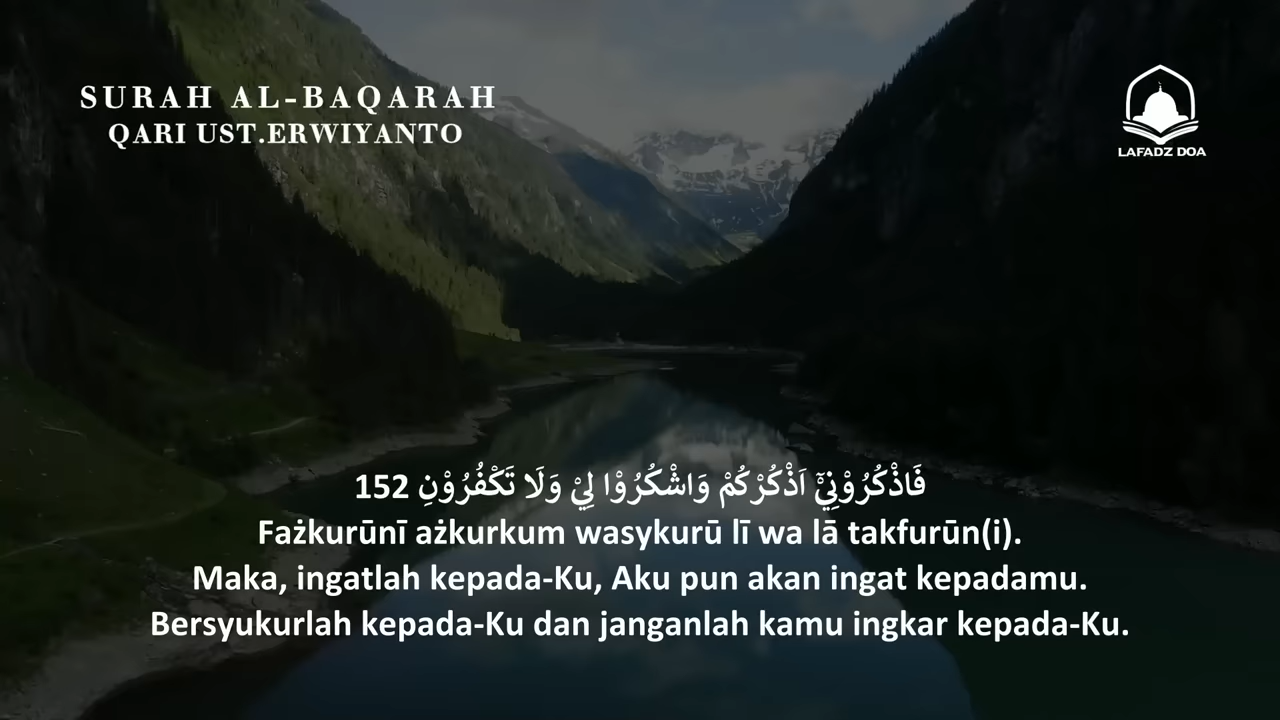 SURAH AL-BAQARAH
QARI UST.ERWIYANTO
LAFADZ DOA
فَاذْكُرُوْنِيْٓ اَذْكُرْكُمْ وَاشْكُرُوْا لِيْ وَلَا تَكْفُرُوْنِ 152
Fażkurūnī ażkurkum wasykurū lī wa lā takfurūn(i).
Maka, ingatlah kepada-Ku, Aku pun akan ingat kepadamu.
Bersyukurlah kepada-Ku dan janganlah kamu ingkar kepada-Ku.